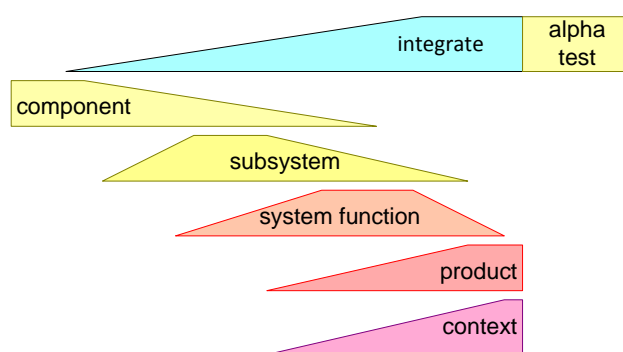 integrate
alpha
test
component
subsystem
system function
product
context